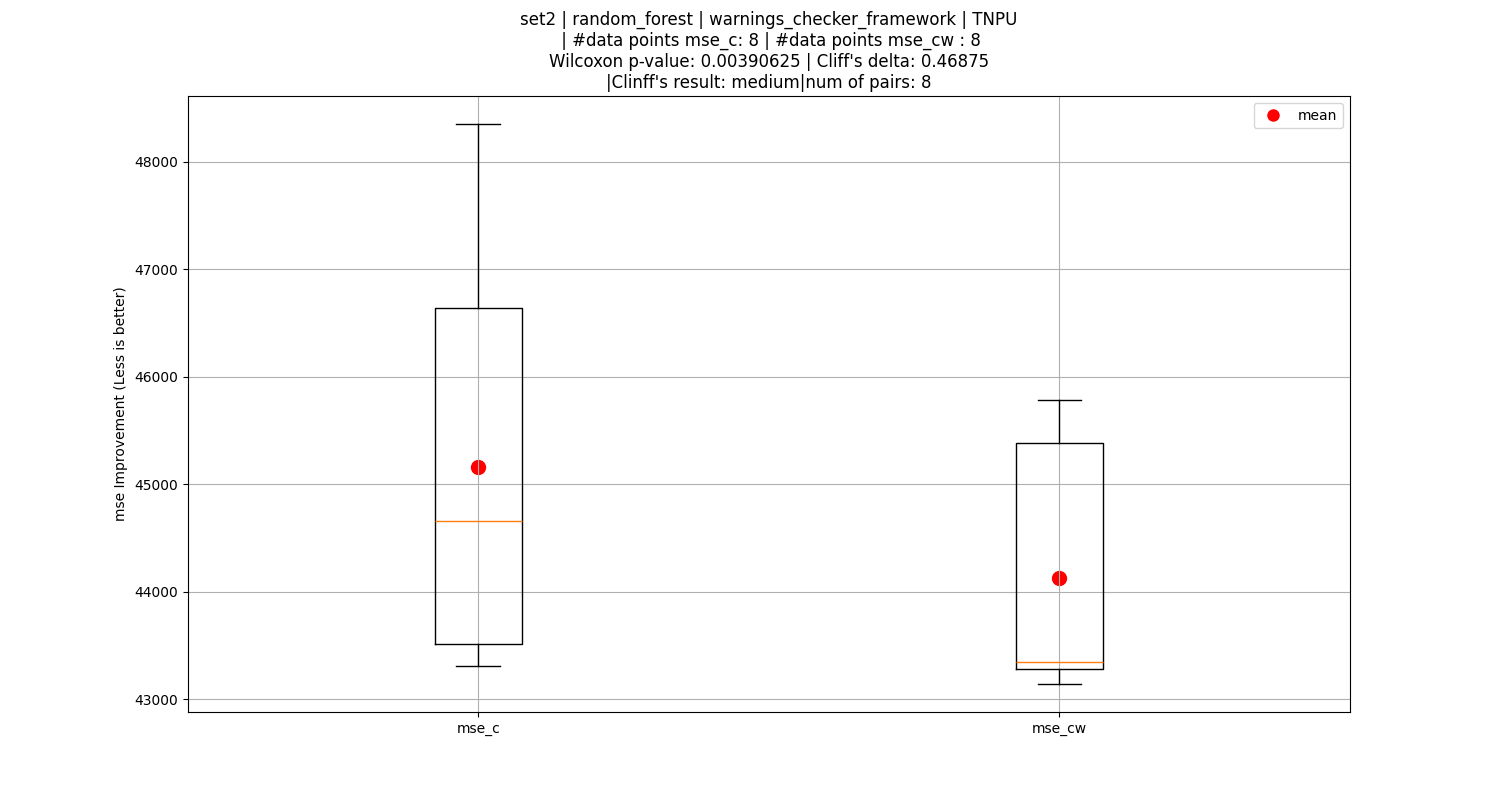 set2 | random_forest | warnings_checker_framework | TNPU
| #data points mse_c: 8 | #data points mse_cw : 8
Wilcoxon p-value: 0.00390625 | Cliff's delta: 0.46875
|Clinff's result: medium|num of pairs: 8
mean
48000
47000
46000
45000
44000
43000
mse Improvement (Less is better)
mse_c
mse_cw